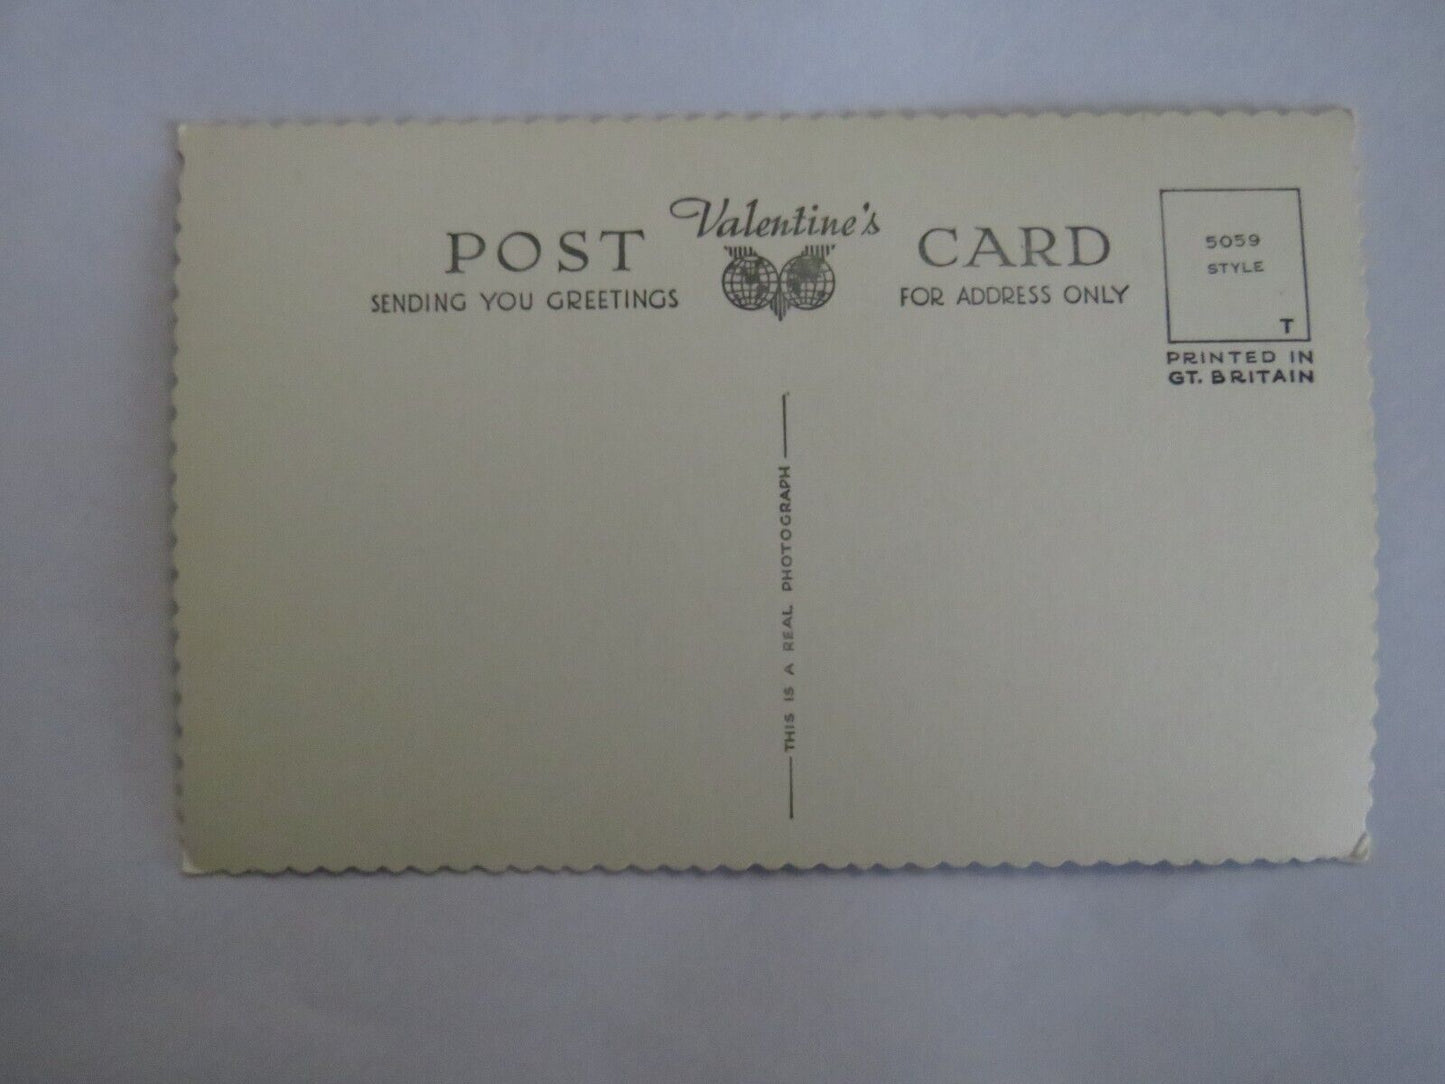 Valentine's
POST CARD
SENDING YOU GREETINGS
FOR ADDRESS ONLY
5059
STYLE
T
PRINTED IN
GT. BRITAIN
THIS IS A REAL PHOTOGRAPH